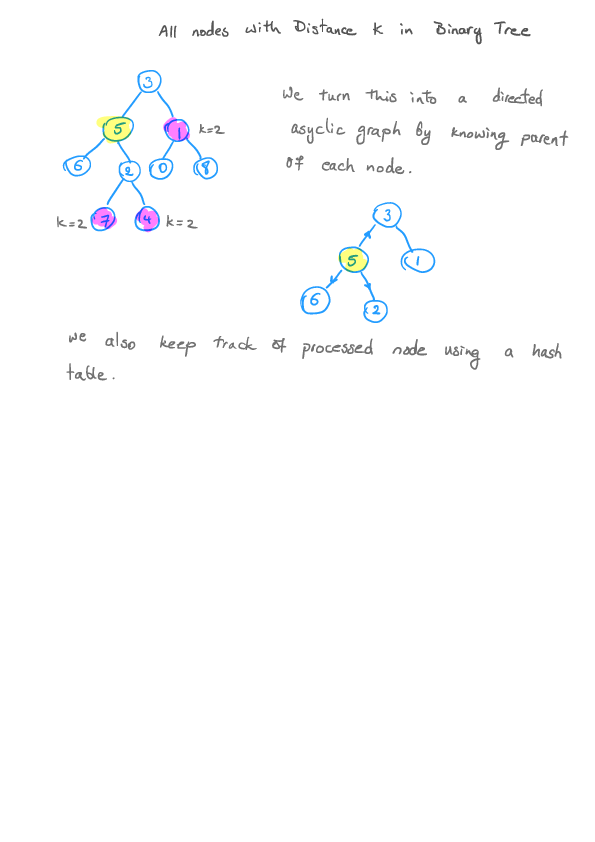 All nodes with Distance K in Binary Tree
3
5
1
k=2
6
2
0
8
k=2
7
4
k=2
We turn this into a directed
asyclic graph by knowing parent
of each node.
3
5
1
6
2
we also keep track of processed node using a hash
table.